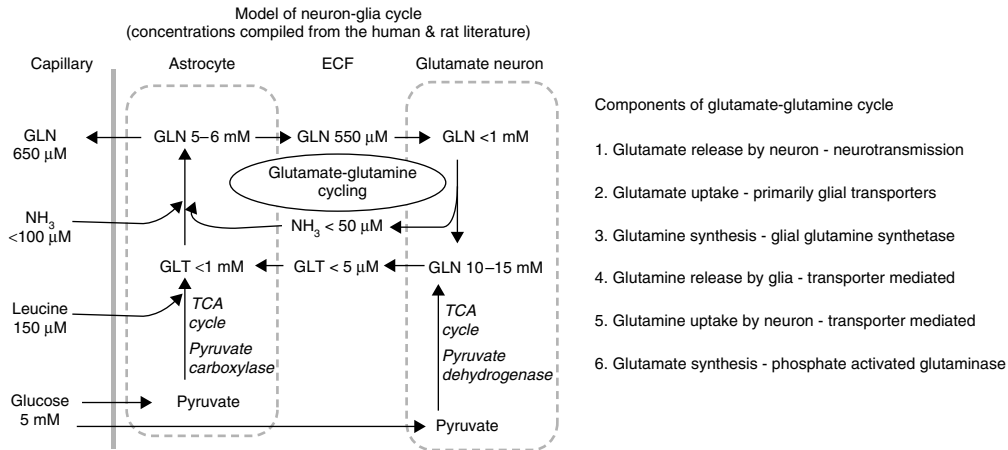 Model of neuron-glia cycle
(concentrations compiled from the human & rat literature)
Capillary
Astrocyte
ECF
Glutamate neuron
GLN
650 μM
GLN 5–6 mM
GLN 550 μM
GLN <1 mM
Glutamate-glutamine
cycling
NH3
<100 μM
NH3 < 50 μM
GLT <1 mM
GLT < 5 μM
GLN 10–15 mM
Leucine
150 μM
TCA
cycle
Pyruvate
carboxylase
TCA
cycle
Pyruvate
dehydrogenase
Glucose
5 mM
Pyruvate
Pyruvate
Components of glutamate-glutamine cycle
1. Glutamate release by neuron - neurotransmission
2. Glutamate uptake - primarily glial transporters
3. Glutamine synthesis - glial glutamine synthetase
4. Glutamine release by glia - transporter mediated
5. Glutamine uptake by neuron - transporter mediated
6. Glutamate synthesis - phosphate activated glutaminase